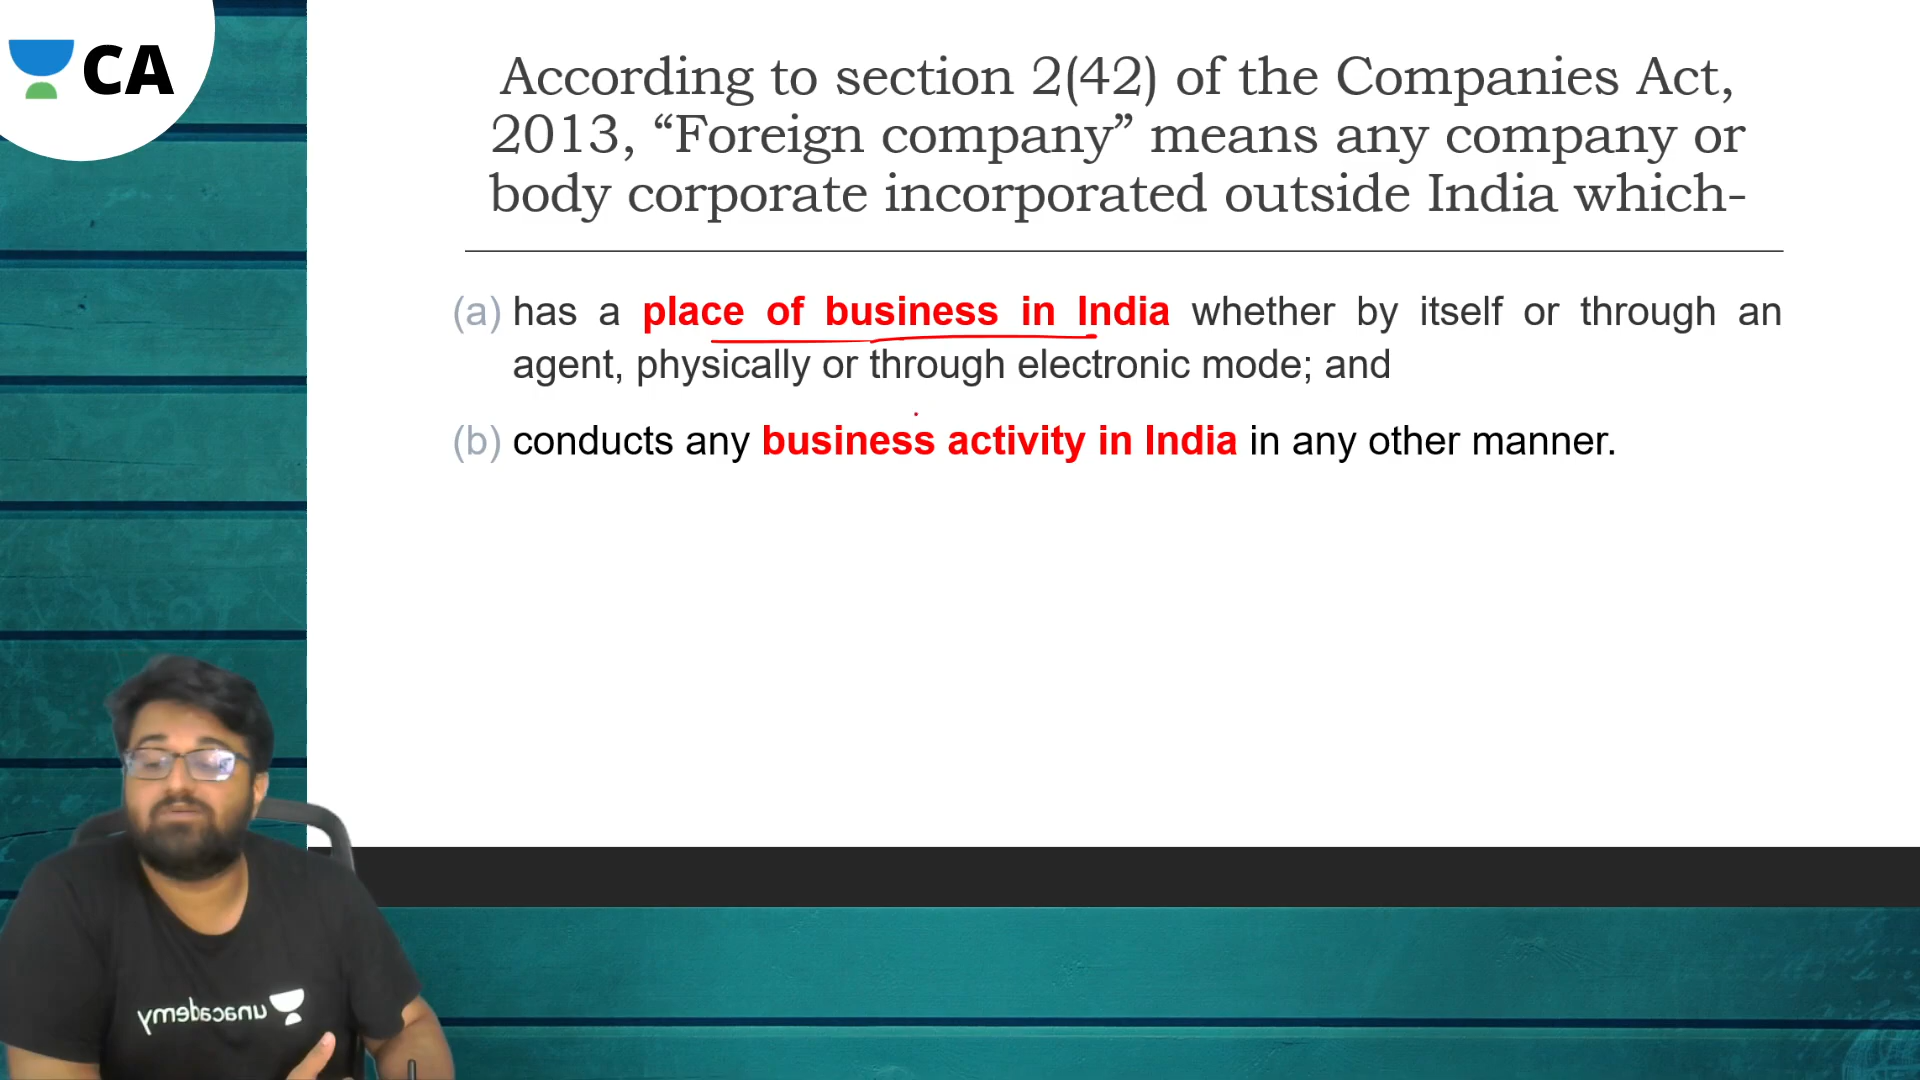 CA
According to section 2(42) of the Companies Act,
2013, “Foreign company” means any company or
body corporate incorporated outside India which-
(a) has a place of business in India whether by itself or through an
agent, physically or through electronic mode; and
(b) conducts any business activity in India in any other manner.
unacademy